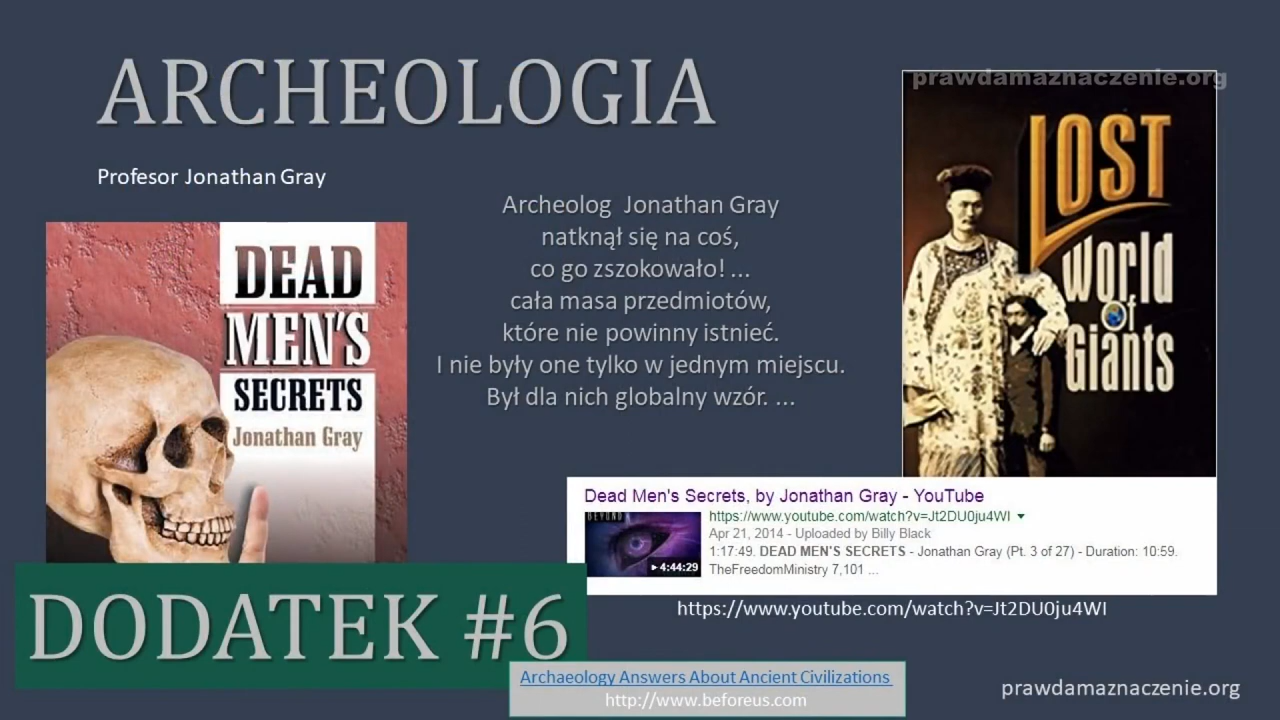 prawdamaznaczenie.org
ARCHEOLOGIA
Profesor Jonathan Gray
DEAD
MEN'S
SECRETS
Jonathan Gray
Archeolog Jonathan Gray
natknął się na coś,
co go zszokowało! ...
cała masa przedmiotów,
które nie powinny istnieć.
I nie były one tylko w jednym miejscu.
Był dla nich globalny wzór. ...
LOST
World
Of
Giants
Dead Men's Secrets, by Jonathan Gray - YouTube
BEYOND
https://www.youtube.com/watch?v=Jt2DU0ju4WI
Apr 21, 2014 - Uploaded by Billy Black
1:17:49. DEAD MEN'S SECRETS - Jonathan Gray (Pt. 3 of 27) - Duration: 10:59.
TheFreedomMinistry 7,101 ...
4:44:29
https://www.youtube.com/watch?v=Jt2DU0ju4WI
DODATEK #6
Archaeology Answers About Ancient Civilizations
http://www.beforeus.com
prawdamaznaczenie.org